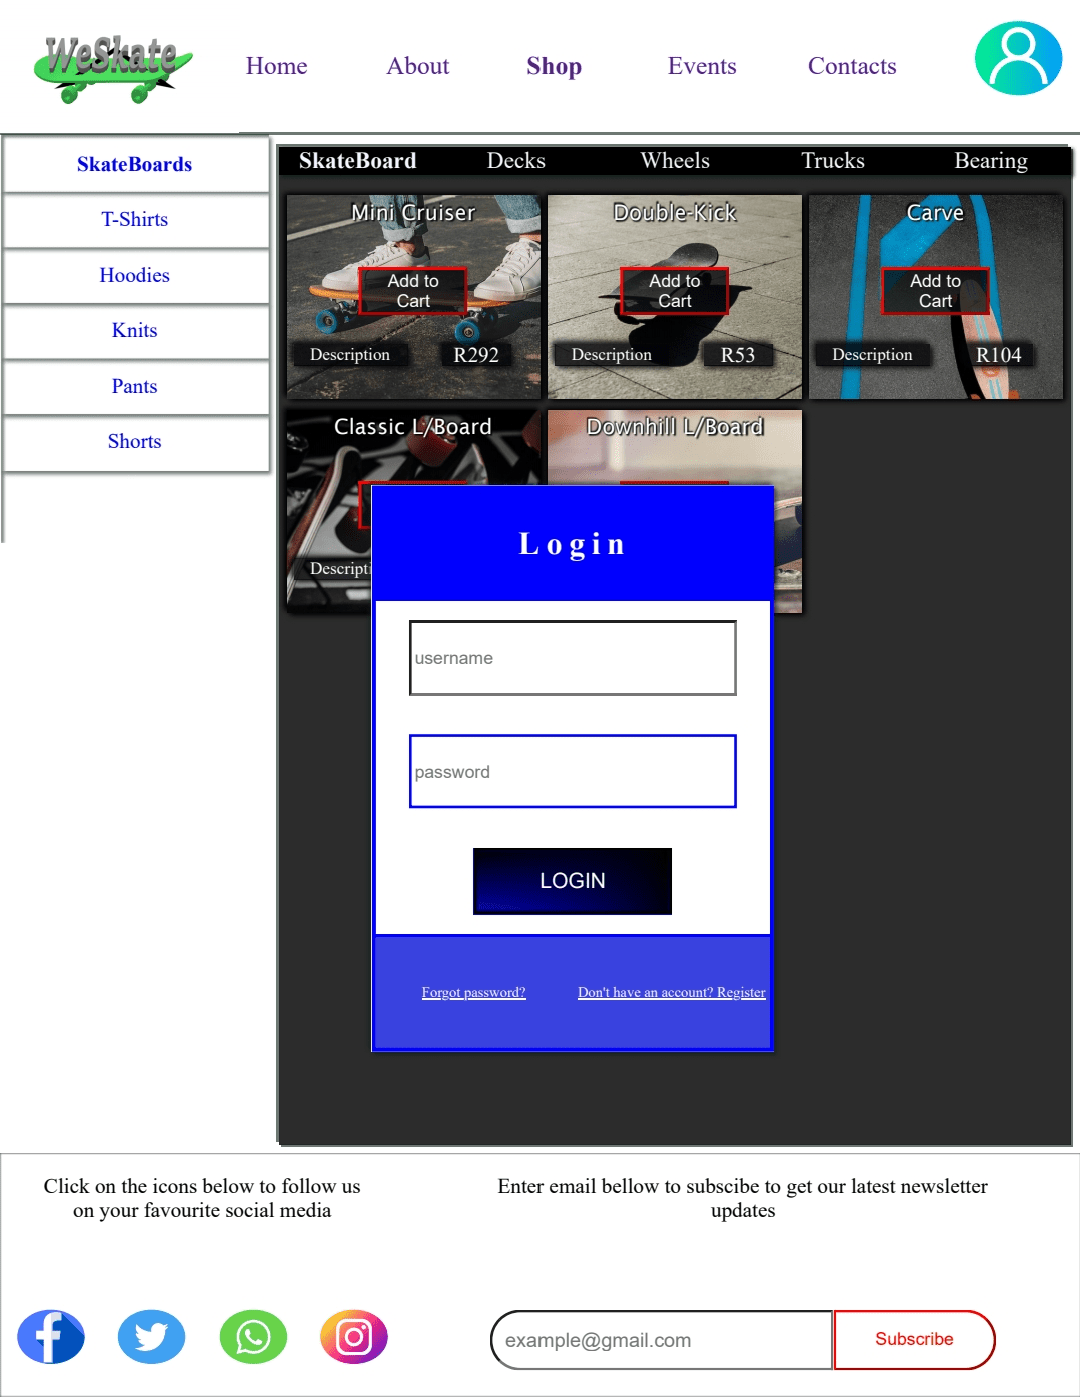 WeSkate
Home
About
Shop
Events
Contacts
SkateBoards
T-Shirts
Hoodies
Knits
Pants
Shorts
SkateBoard
Decks
Wheels
Trucks
Bearing
Mini Cruiser
Add to
Cart
Description
R292
Double-Kick
Add to
Cart
Description
R53
Carve
Add to
Cart
Description
R104
Classic L/Board
Downhill L/Board
Descripti
Login
username
password
LOGIN
Forgot password?
Don't have an account? Register
Click on the icons below to follow us
on your favourite social media
Enter email bellow to subscibe to get our latest newsletter
updates
example@gmail.com
Subscribe